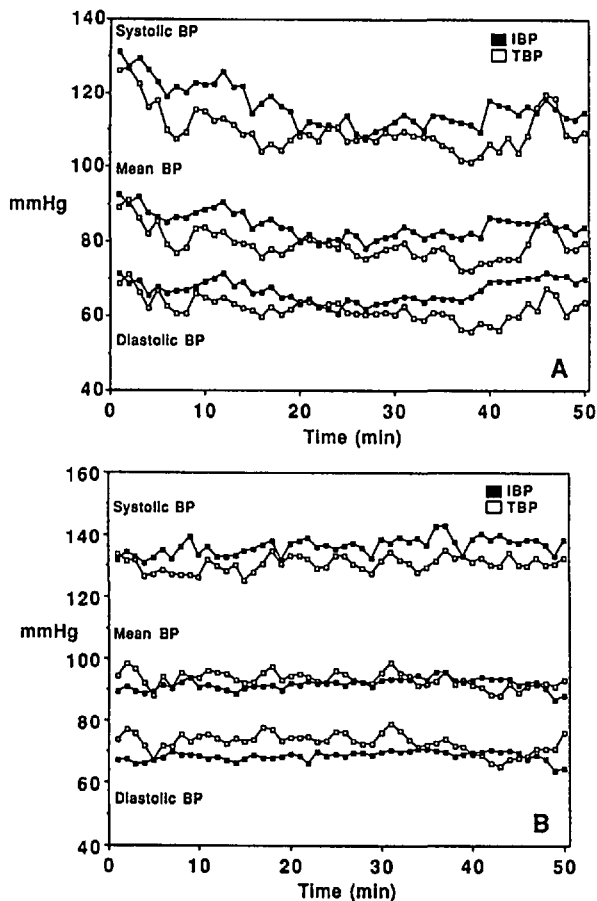 140
Systolic BP
IBP
TBP
120
100
Mean BP
mmHg
80
60
Diastolic BP
A
40
0 10 20 30 40 50
Time (min)
160
Systolic BP
IBP
TBP
140
120
mmHg
Mean BP
100
80
60
Diastolic BP
B
40
0 10 20 30 40 50
Time (min)